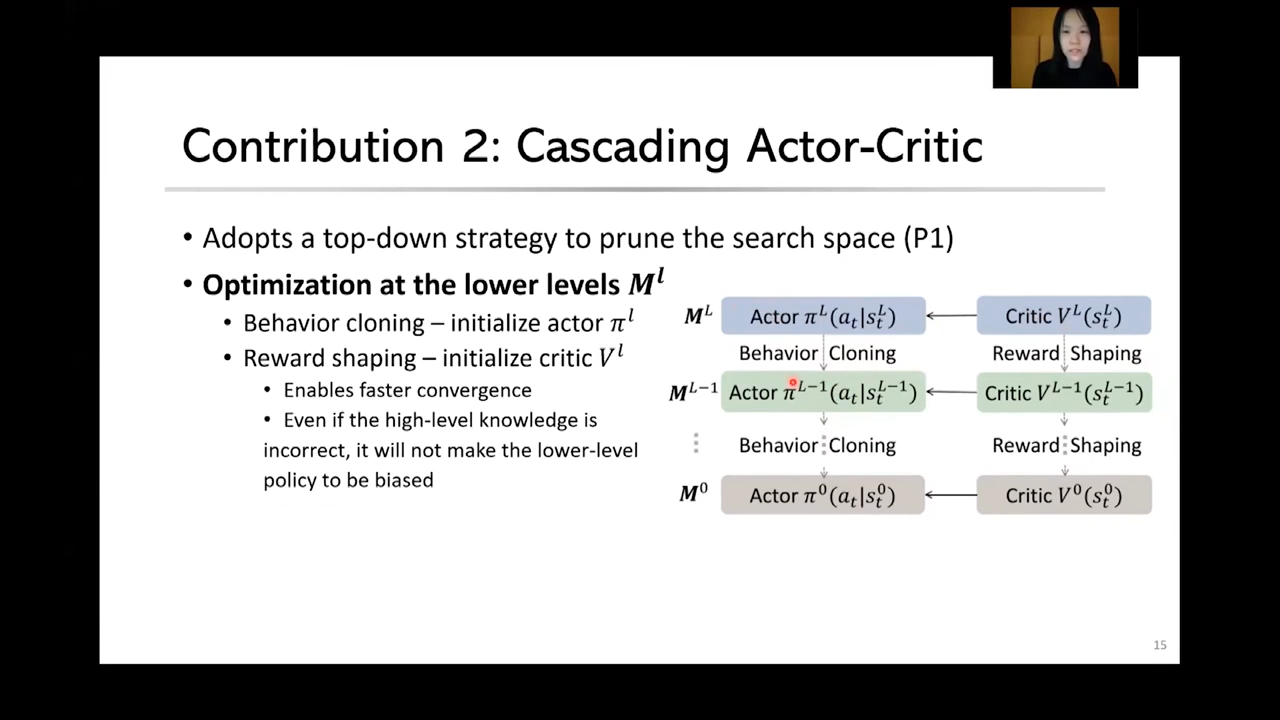 Contribution 2: Cascading Actor-Critic
• Adopts a top-down strategy to prune the search space (P1)
• Optimization at the lower levels M^l
• Behavior cloning – initialize actor π^l
• Reward shaping – initialize critic V^l
• Enables faster convergence
• Even if the high-level knowledge is
incorrect, it will not make the lower-level
policy to be biased
M^L Actor π^L(a_t|s_t^L) Critic V^L(s_t^L)
Behavior Cloning Reward Shaping
M^{L-1} Actor π^{L-1}(a_t|s_t^{L-1}) Critic V^{L-1}(s_t^{L-1})
⋮ Behavior Cloning Reward Shaping
M^0 Actor π^0(a_t|s_t^0) Critic V^0(s_t^0)
15